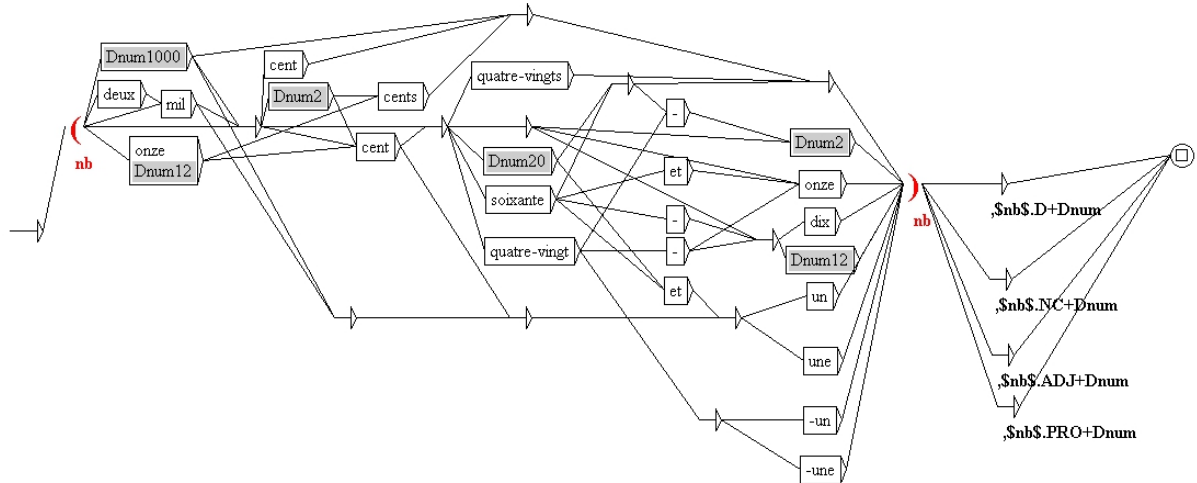 Dnum1000
deux
mil
onze
Dnum12
(
nb
cent
Dnum2
cents
cent
quatre-vingts
Dnum20
soixante
quatre-vingt
-
et
-
-
et
Dnum2
onze
dix
Dnum12
un
une
-un
-une
)
nb
,$nb$.D+Dnum
,$nb$.NC+Dnum
,$nb$.ADJ+Dnum
,$nb$.PRO+Dnum